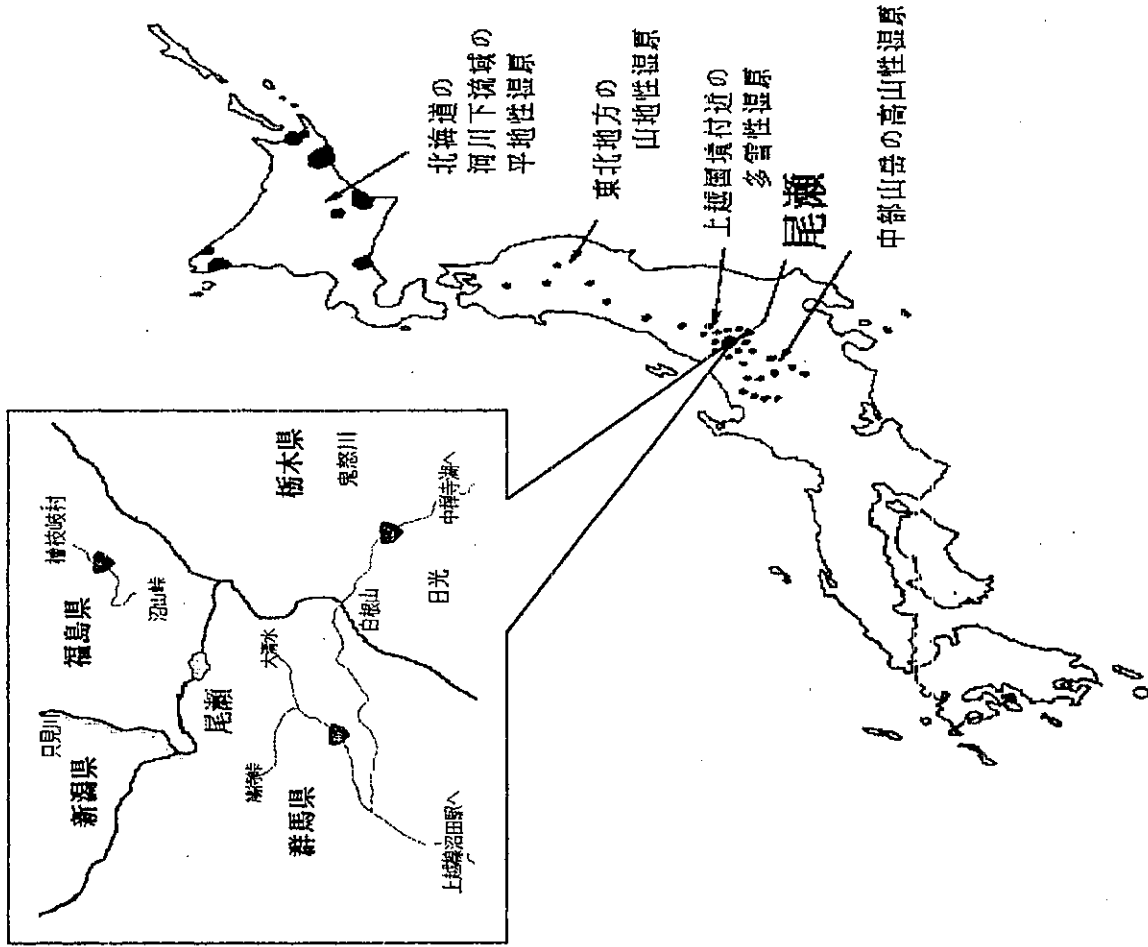 北海道の
河川下流域の
平地性湿原
東北地方の
山地性湿原
上越国境付近の
多雪性湿原
尾瀬
中部山岳の高山性湿原
新潟県
只見川
福島県
檜枝岐村
沼山峠
栃木県
鬼怒川
尾瀬
大清水
鳩待峠
群馬県
白根山
日光
中禅寺湖へ
上越線沼田駅へ